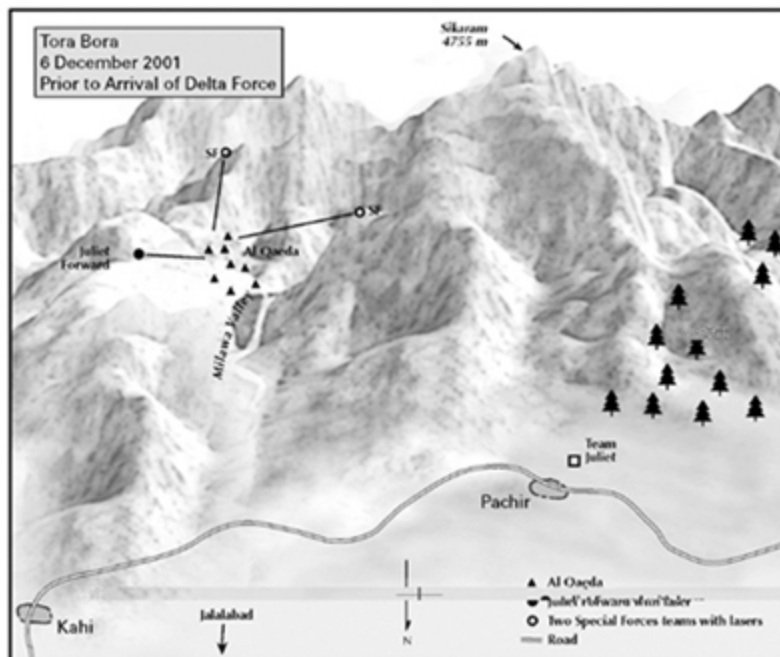 Tora Bora
6 December 2001
Prior to Arrival of Delta Force
Sikaram
4755 m
SF
SF
Juliet
Forward
Al Qaeda
Milawa Valley
Team
Juliet
Pachir
Kahi
Jalalabad
N
Al Qaeda
Two Special Forces teams with lasers
Road